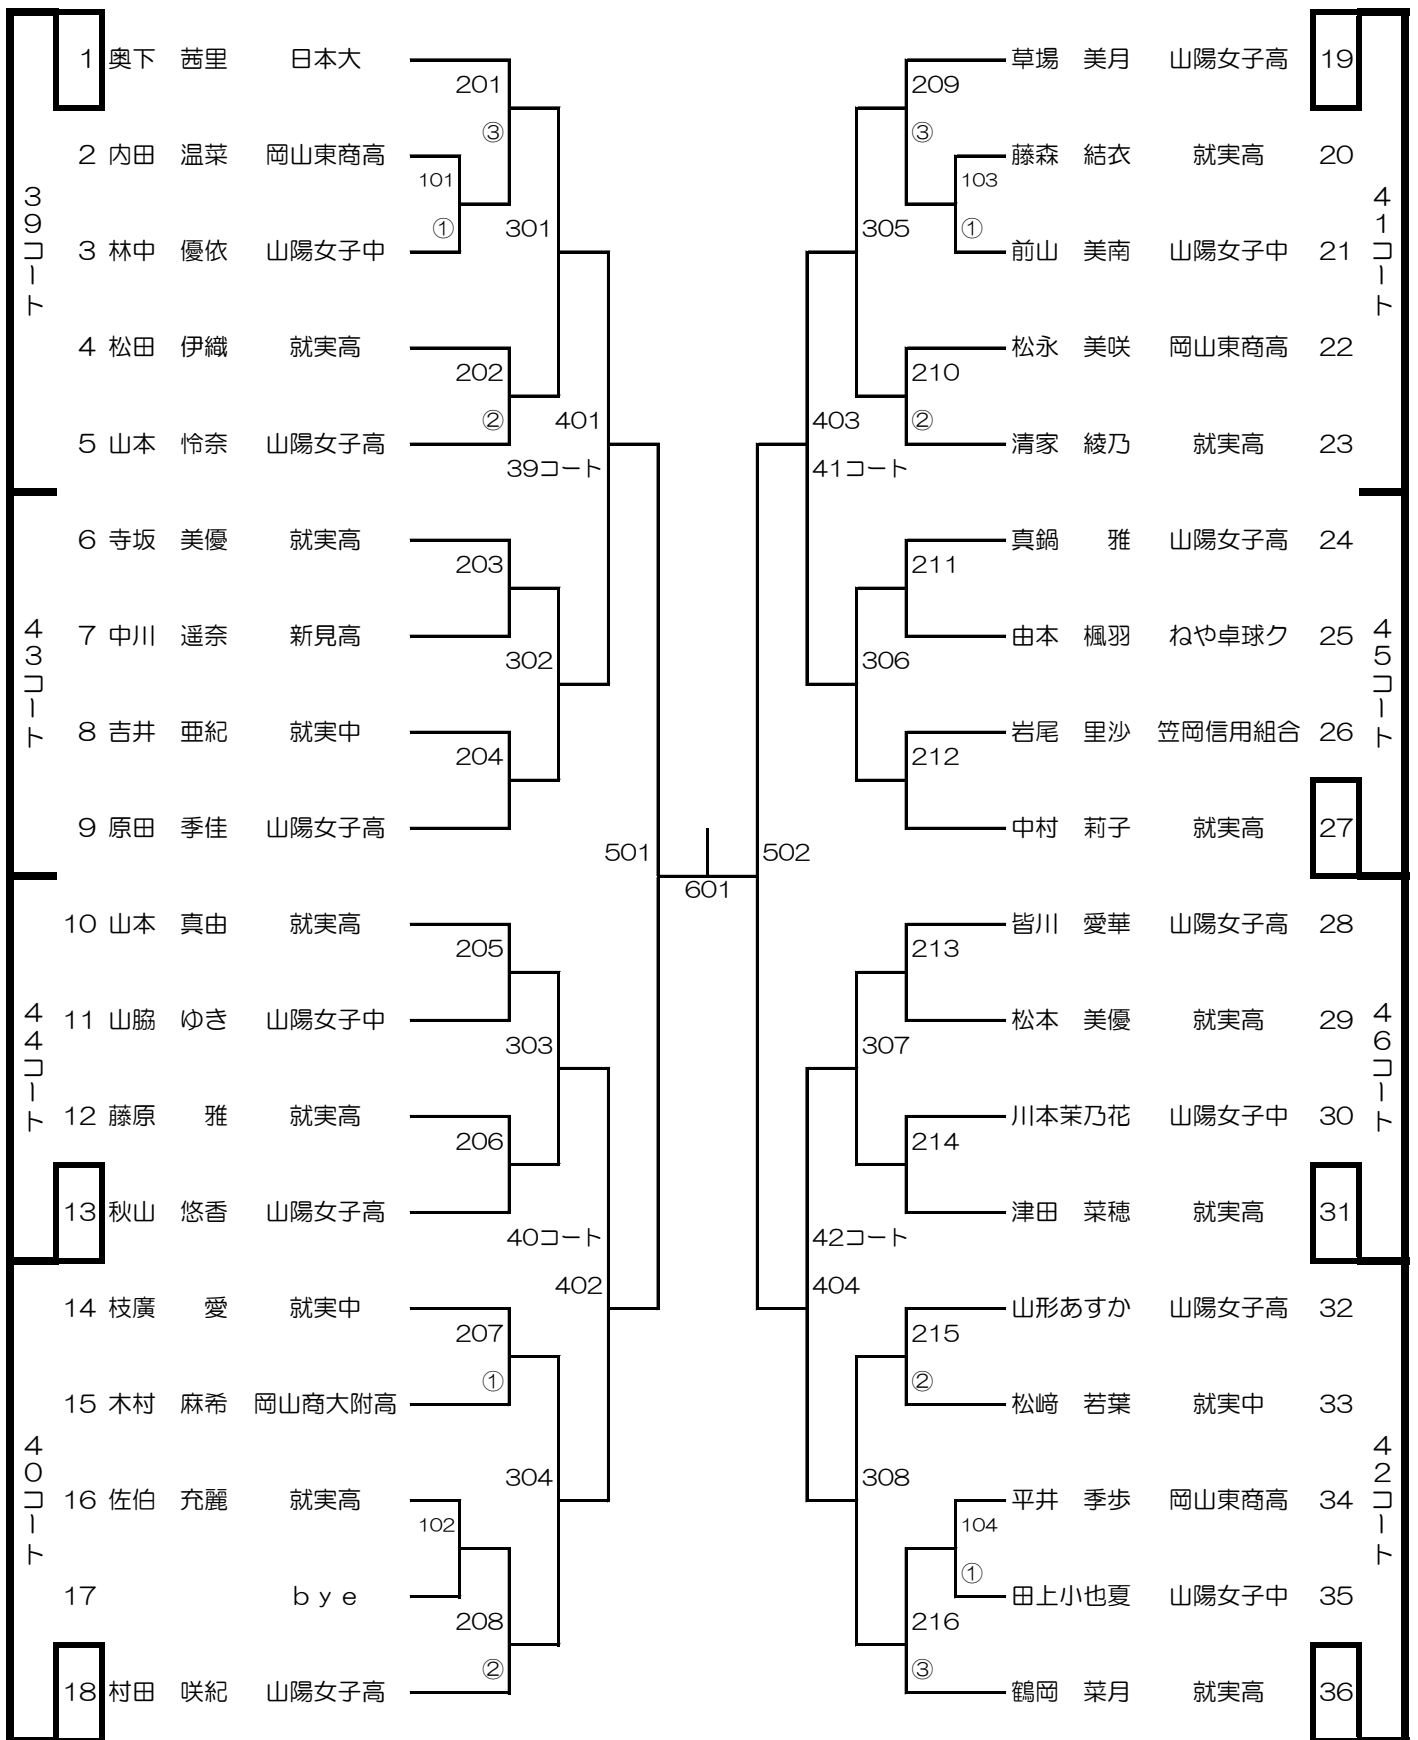 39コート
1 奥下 茜里 日本大
2 内田 温菜 岡山東商高
3 林中 優依 山陽女子中
4 松田 伊織 就実高
5 山本 怜奈 山陽女子高
43コート
6 寺坂 美優 就実高
7 中川 遥奈 新見高
8 吉井 亜紀 就実中
9 原田 季佳 山陽女子高
44コート
10 山本 真由 就実高
11 山脇 ゆき 山陽女子中
12 藤原 雅 就実高
13 秋山 悠香 山陽女子高
40コート
14 枝廣 愛 就実中
15 木村 麻希 岡山商大附高
16 佐伯 充麗 就実高
17 bye
18 村田 咲紀 山陽女子高
101
①
102
201
③
202
②
203
204
205
206
207
①
208
②
301
302
303
304
401
39コート
40コート
402
501
601
502
403
41コート
42コート
404
305
306
307
308
209
③
210
②
211
212
213
214
215
②
216
③
103
①
104
①
草場 美月 山陽女子高 19
藤森 結衣 就実高 20
前山 美南 山陽女子中 21
松永 美咲 岡山東商高 22
清家 綾乃 就実高 23
41コート
真鍋 雅 山陽女子高 24
由本 楓羽 ねや卓球ク 25
岩尾 里沙 笠岡信用組合 26
中村 莉子 就実高 27
45コート
皆川 愛華 山陽女子高 28
松本 美優 就実高 29
川本茉乃花 山陽女子中 30
津田 菜穂 就実高 31
46コート
山形あすか 山陽女子高 32
松﨑 若葉 就実中 33
平井 季歩 岡山東商高 34
田上小也夏 山陽女子中 35
鶴岡 菜月 就実高 36
42コート